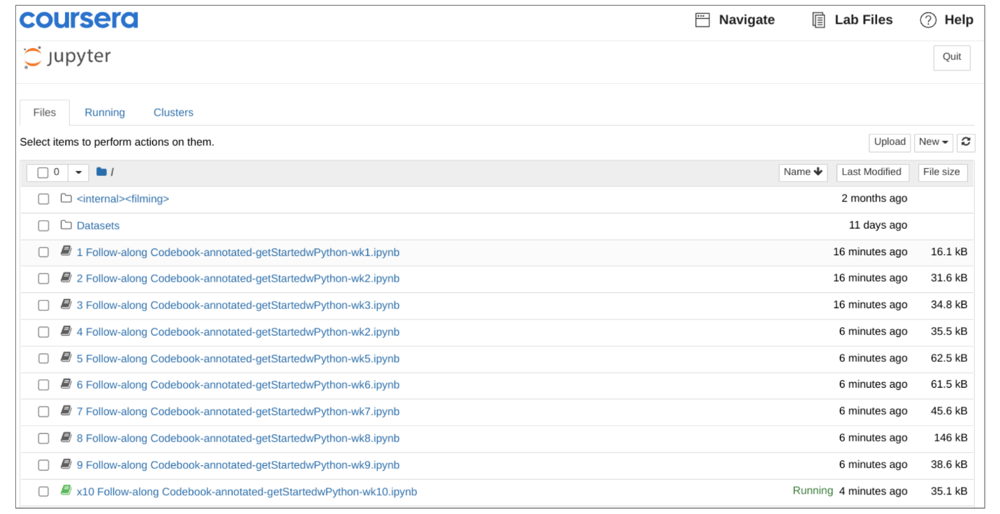 coursera Navigate Lab Files Help
Jupyter Quit
Files Running Clusters
Select items to perform actions on them. Upload New
0 / Name Last Modified File size
<internal><filming> 2 months ago
Datasets 11 days ago
1 Follow-along Codebook-annotated-getStartedwPython-wk1.ipynb 16 minutes ago 16.1 kB
2 Follow-along Codebook-annotated-getStartedwPython-wk2.ipynb 16 minutes ago 31.6 kB
3 Follow-along Codebook-annotated-getStartedwPython-wk3.ipynb 16 minutes ago 34.8 kB
4 Follow-along Codebook-annotated-getStartedwPython-wk2.ipynb 6 minutes ago 35.5 kB
5 Follow-along Codebook-annotated-getStartedwPython-wk5.ipynb 6 minutes ago 62.5 kB
6 Follow-along Codebook-annotated-getStartedwPython-wk6.ipynb 6 minutes ago 61.5 kB
7 Follow-along Codebook-annotated-getStartedwPython-wk7.ipynb 6 minutes ago 45.6 kB
8 Follow-along Codebook-annotated-getStartedwPython-wk8.ipynb 6 minutes ago 146 kB
9 Follow-along Codebook-annotated-getStartedwPython-wk9.ipynb 6 minutes ago 38.6 kB
x10 Follow-along Codebook-annotated-getStartedwPython-wk10.ipynb Running 4 minutes ago 35.1 kB